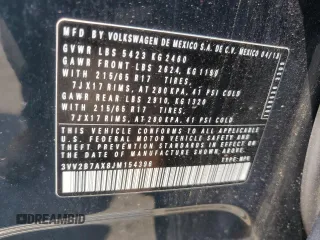 MFD BY VOLKSWAGEN DE MEXICO S.A. DE C.V. MEXICO 04/18
GVWR LBS 5423 KG 2460
GAWR FRONT LBS 2624, KG 1190
WITH 215/65 R17 TIRES,
7JX17 RIMS, AT 280 KPA, 41 PSI COLD
GAWR REAR LBS 2910, KG 1320
WITH 215/65 R17 TIRES,
7JX17 RIMS, AT 280 KPA, 41 PSI COLD
THIS VEHICLE CONFORMS TO ALL APPLICABLE
U.S. FEDERAL MOTOR VEHICLE SAFETY
STANDARDS IN EFFECT ON THE DATE OF
MANUFACTURE SHOWN ABOVE.
3VV2B7AX8JM154398
TYPE: MPV
DREAMBID